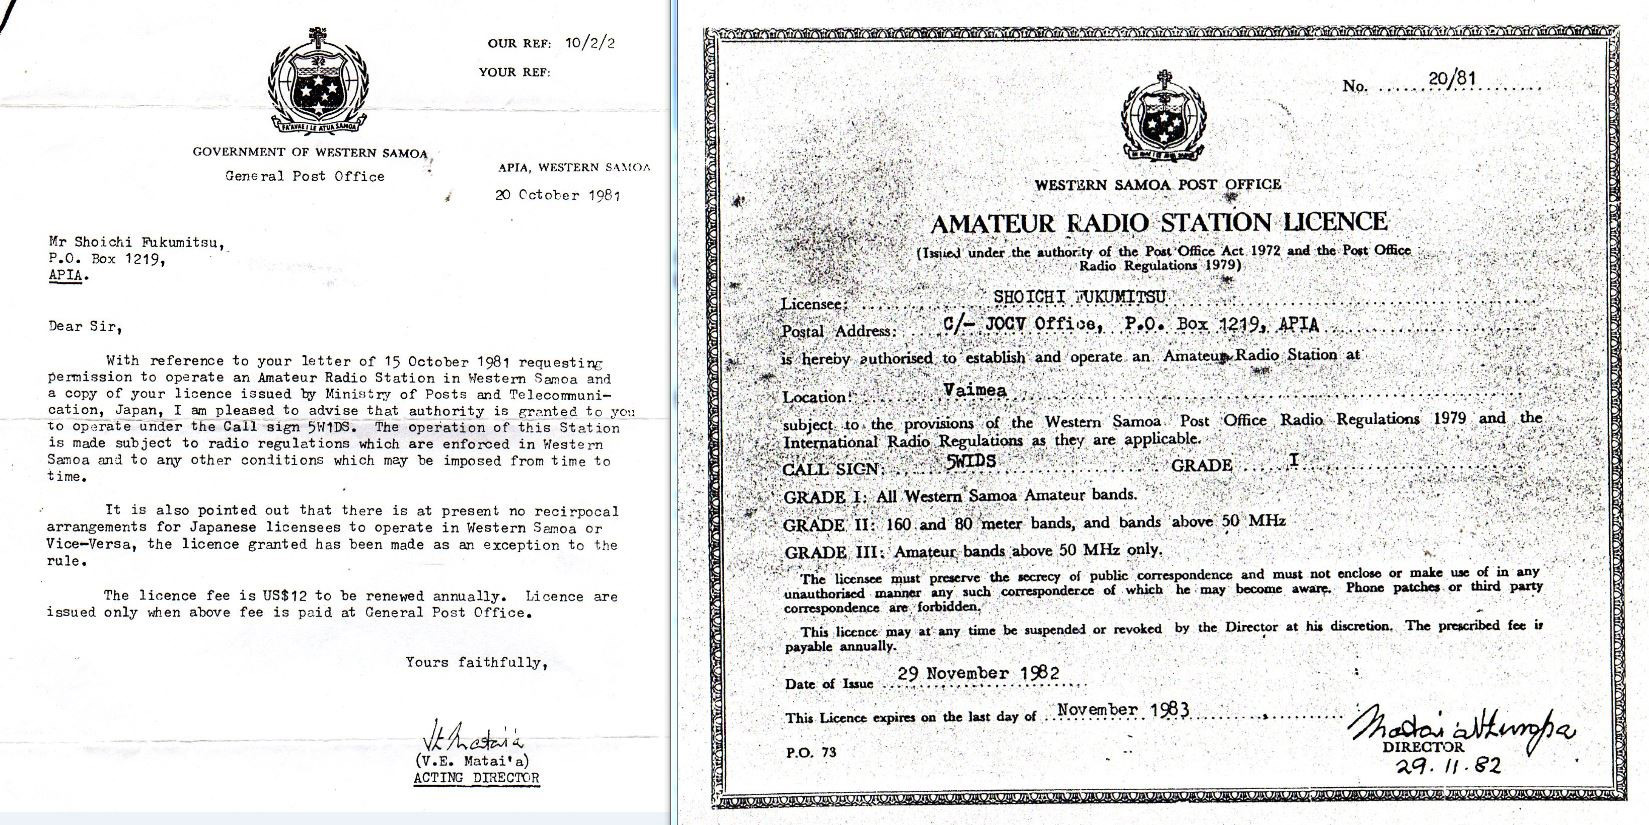 OUR REF: 10/2/2
YOUR REF:
FA'AVAE I LE ATUA SAMOA
GOVERNMENT OF WESTERN SAMOA
General Post Office
APIA, WESTERN SAMOA
20 October 1981
Mr Shoichi Fukumitsu,
P.O. Box 1219,
APIA.
Dear Sir,
With reference to your letter of 15 October 1981 requesting
permission to operate an Amateur Radio Station in Western Samoa and
a copy of your licence issued by Ministry of Posts and Telecommuni-
cation, Japan, I am pleased to advise that authority is granted to you
to operate under the Call sign 5W1DS. The operation of this Station
is made subject to radio regulations which are enforced in Western
Samoa and to any other conditions which may be imposed from time to
time.
It is also pointed out that there is at present no recirpocal
arrangements for Japanese licensees to operate in Western Samoa or
Vice-Versa, the licence granted has been made as an exception to the
rule.
The licence fee is US$12 to be renewed annually. Licence are
issued only when above fee is paid at General Post Office.
Yours faithfully,
(V.E. Matai'a)
ACTING DIRECTOR
No. 20/81
WESTERN SAMOA POST OFFICE
AMATEUR RADIO STATION LICENCE
(Issued under the authority of the Post Office Act 1972 and the Post Office
Radio Regulations 1979)
Licensee: SHOICHI FUKUMITSU
Postal Address: C/- JOCV Office, P.O. Box 1219, APIA
is hereby authorised to establish and operate an Amateur Radio Station at
Location: Vaimea
subject to the provisions of the Western Samoa Post Office Radio Regulations 1979 and the
International Radio Regulations as they are applicable.
CALL SIGN: 5WIDS GRADE I
GRADE I: All Western Samoa Amateur bands.
GRADE II: 160 and 80 meter bands, and bands above 50 MHz
GRADE III: Amateur bands above 50 MHz only.
The licensee must preserve the secrecy of public correspondence and must not enclose or make use of in any
unauthorised manner any such correspondence of which he may become aware. Phone patches or third party
correspondence are forbidden.
This licence may at any time be suspended or revoked by the Director at his discretion. The prescribed fee is
payable annually.
Date of Issue 29 November 1982
This Licence expires on the last day of November 1983
P.O. 73
DIRECTOR
29.11.82